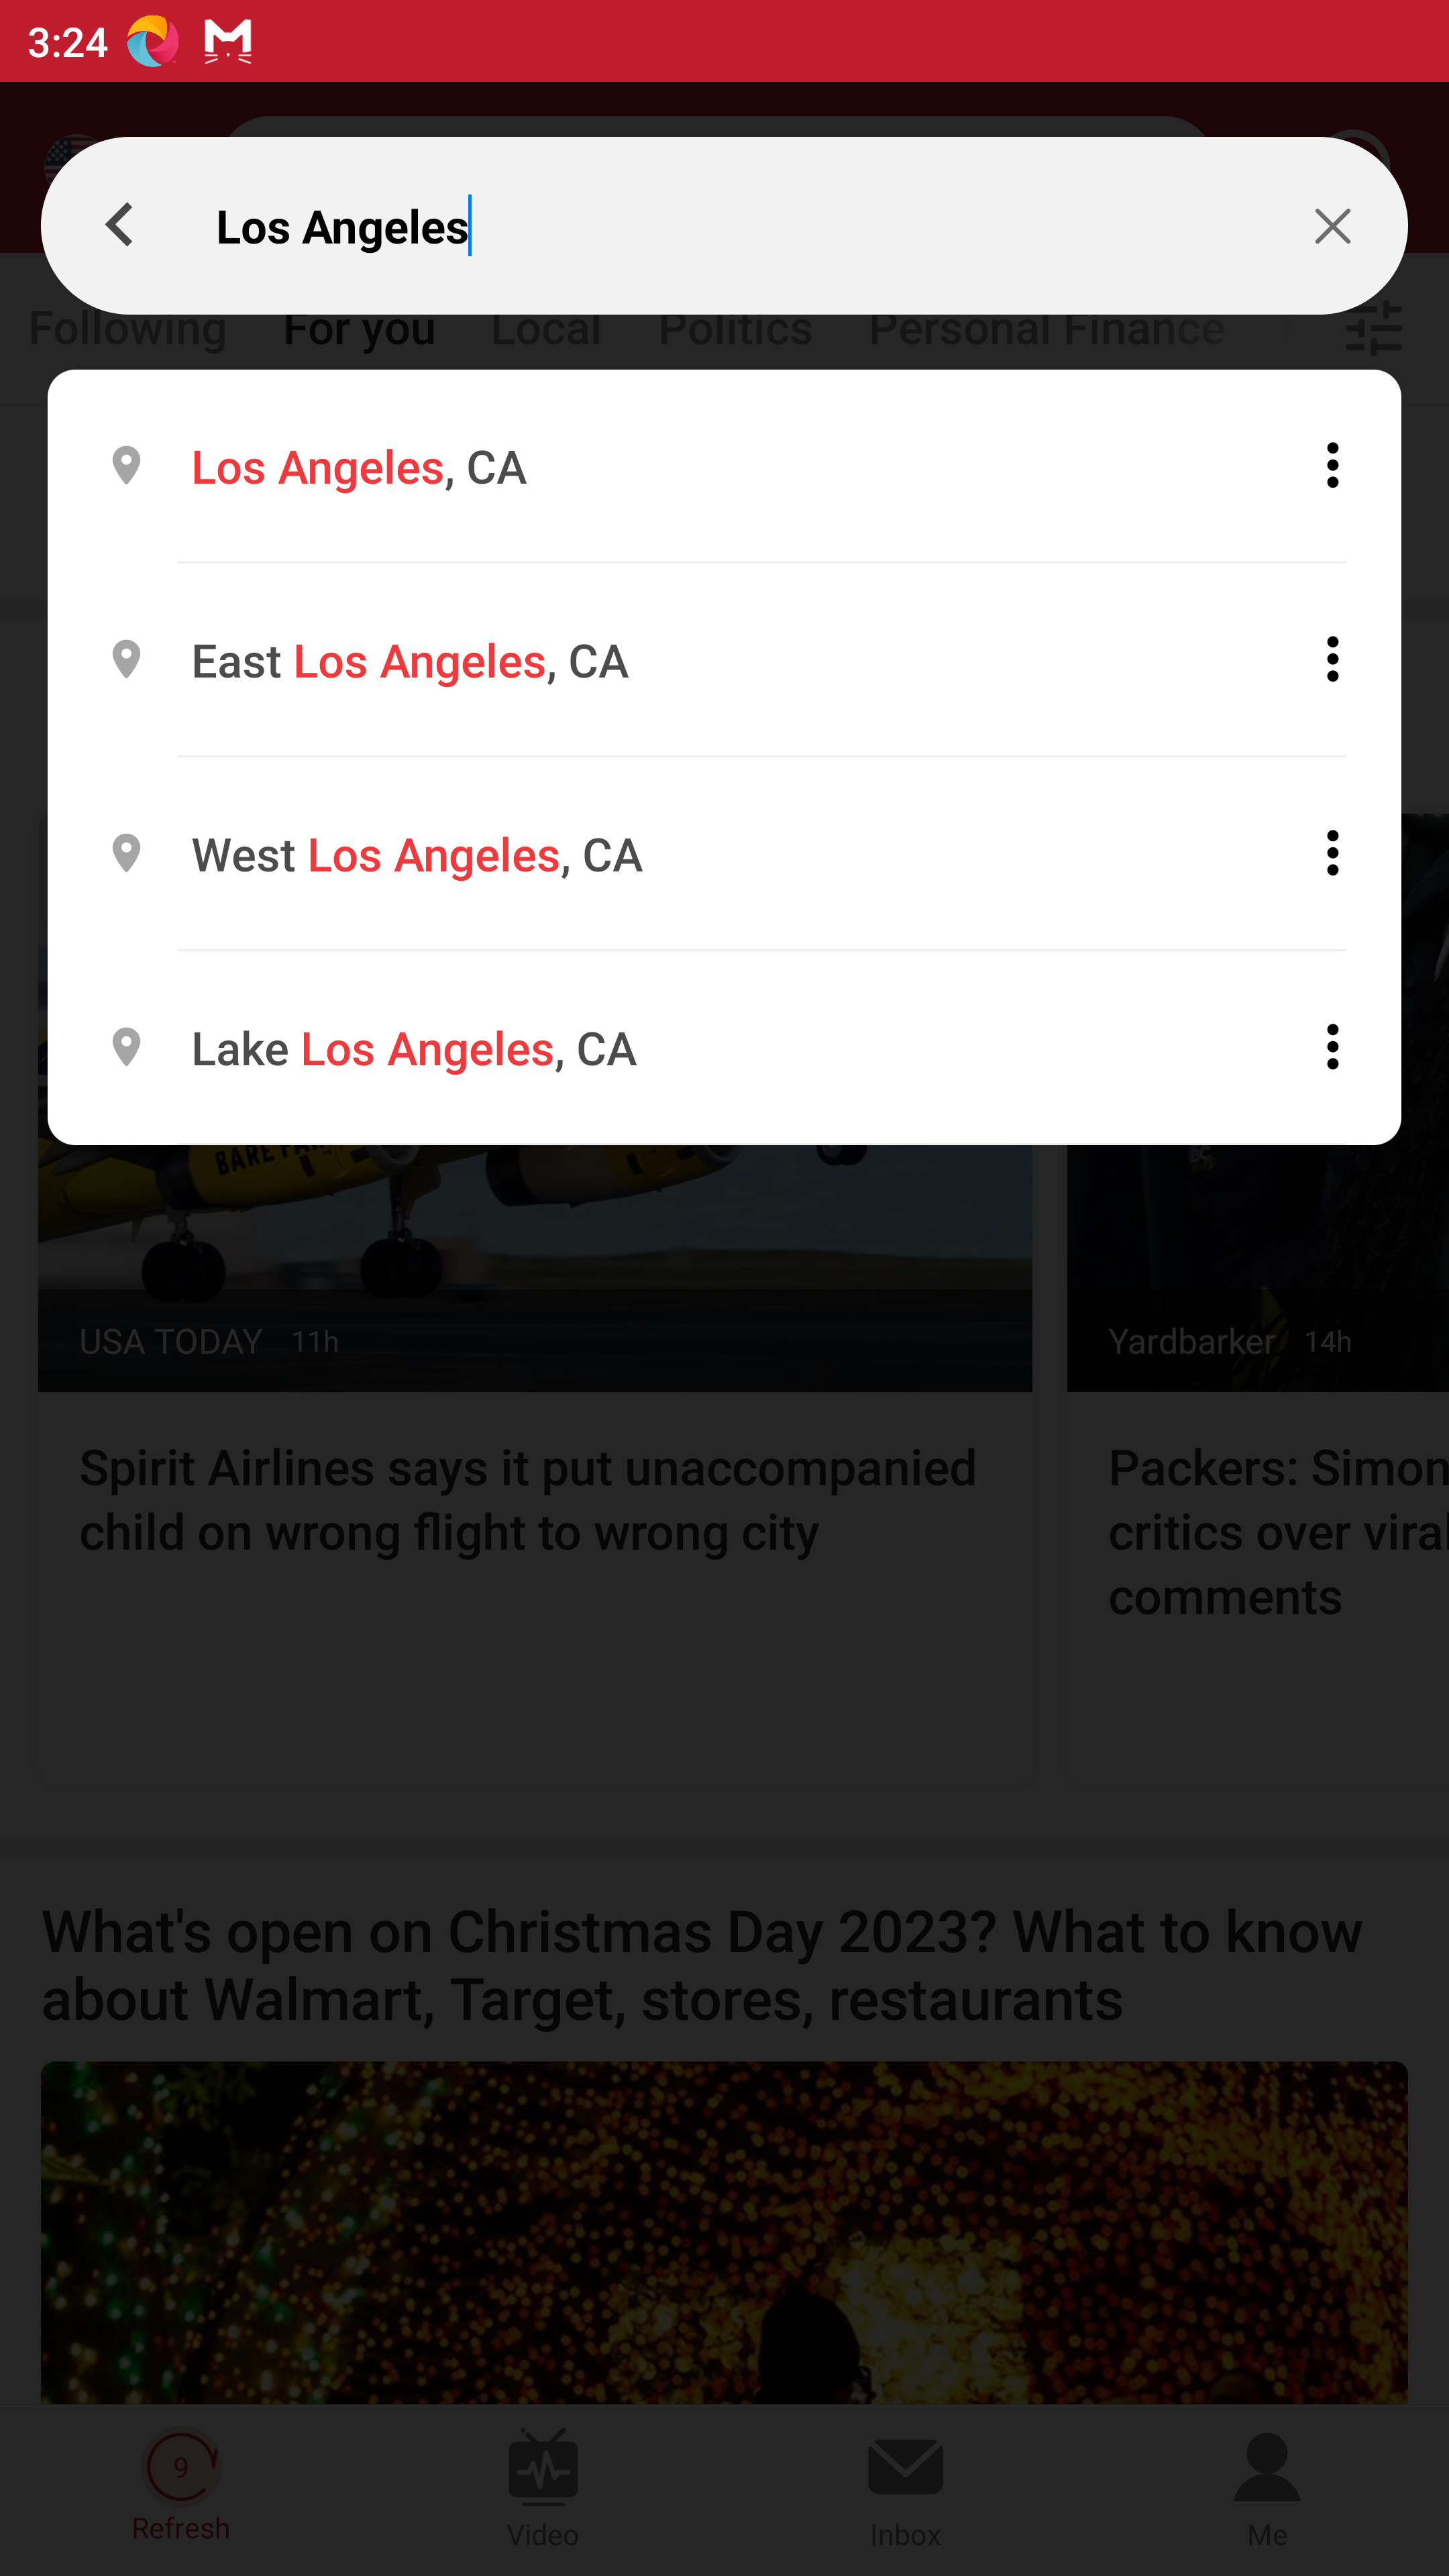 3:24
Los Angeles
Following For you Local Politics Personal Finance
Los Angeles, CA
East Los Angeles, CA
West Los Angeles, CA
Lake Los Angeles, CA
USA TODAY 11h
Yardbarker 14h
Spirit Airlines says it put unaccompanied
child on wrong flight to wrong city
Packers: Simon
critics over viral
comments
What's open on Christmas Day 2023? What to know
about Walmart, Target, stores, restaurants
9
Refresh
Video
Inbox
Me